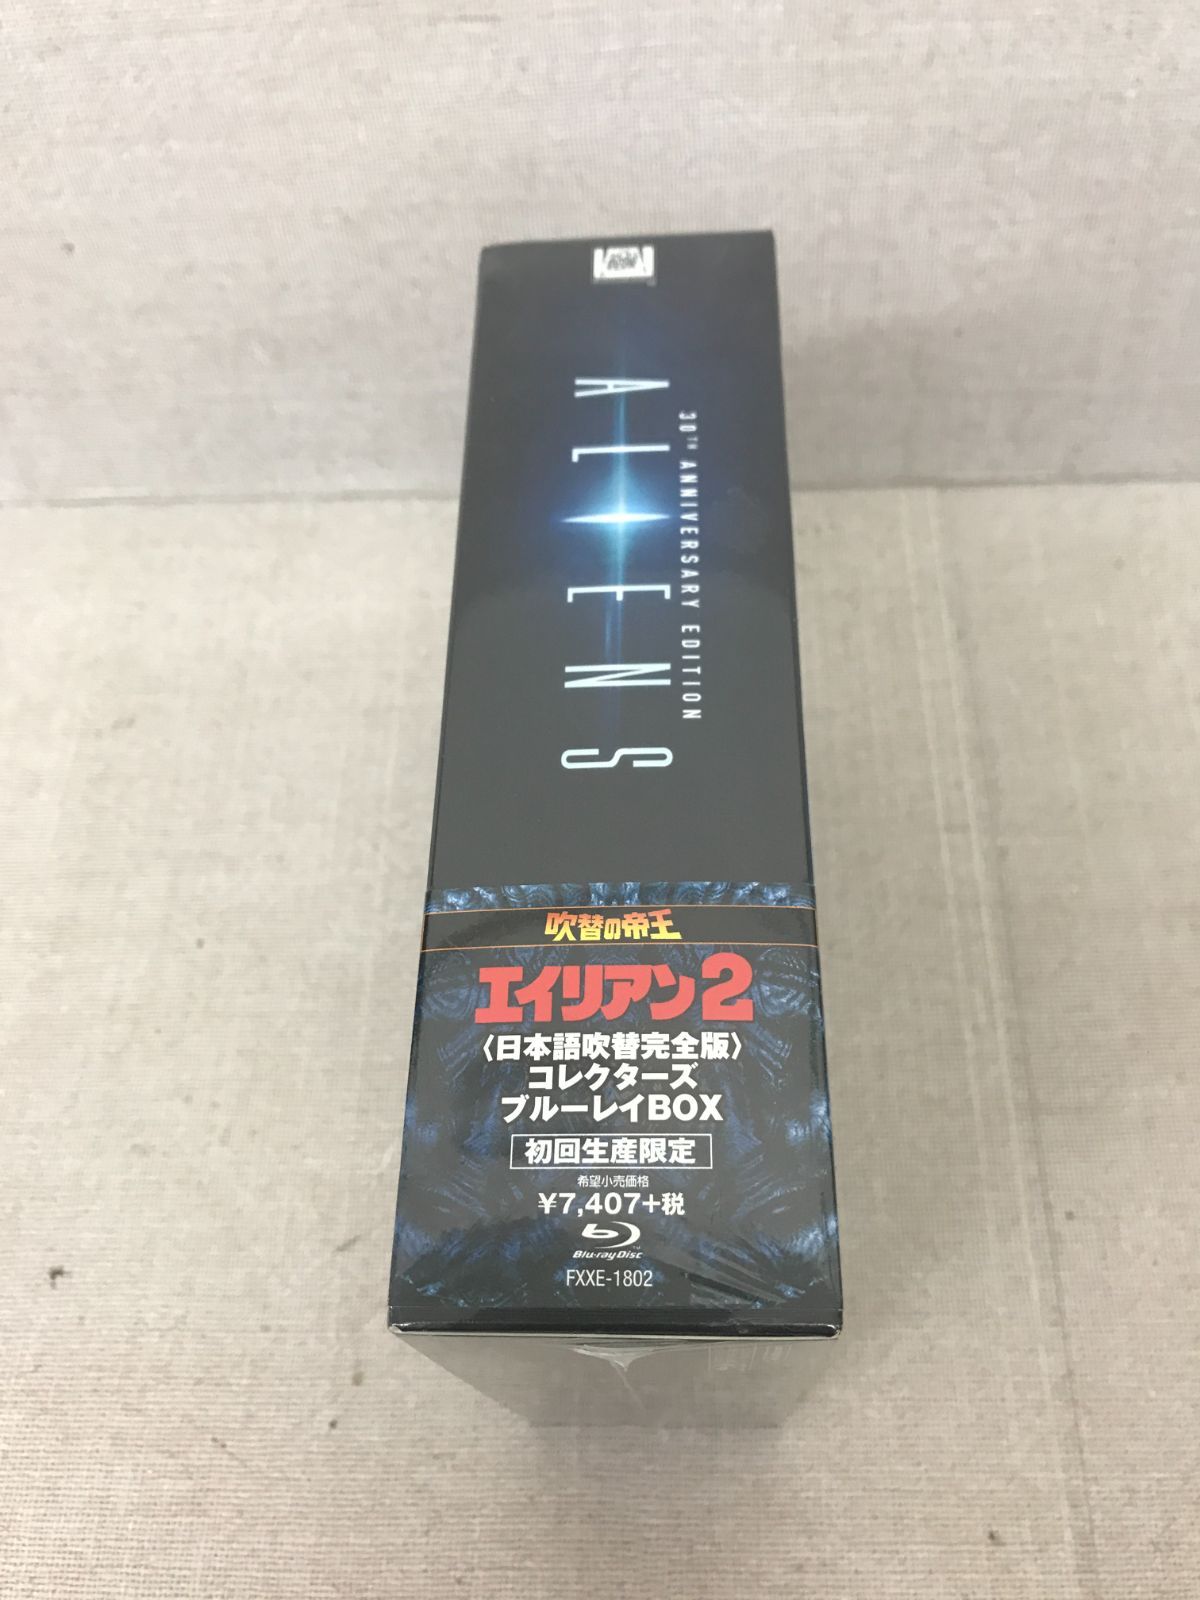 ALIENS
30TH ANNIVERSARY EDITION
吹替の帝王
エイリアン2
〈日本語吹替完全版〉
コレクターズ
ブルーレイBOX
初回生産限定
希望小売価格
¥7,407+税
Blu-ray Disc™
FXXE-1802